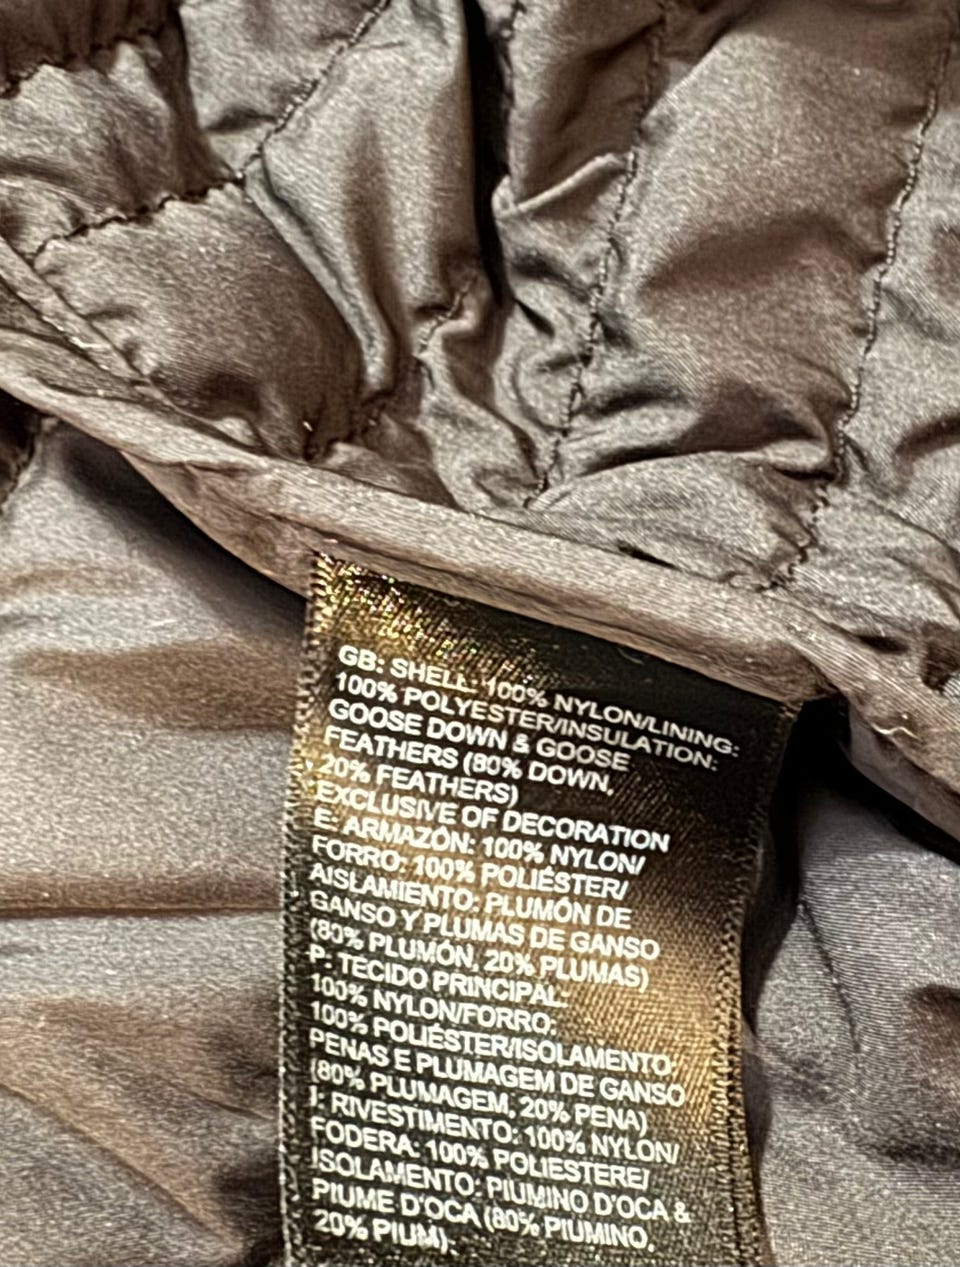 GB: SHELL: 100% NYLON/LINING:
100% POLYESTER/INSULATION:
GOOSE DOWN & GOOSE
FEATHERS (80% DOWN,
20% FEATHERS)
EXCLUSIVE OF DECORATION
E: ARMAZÓN: 100% NYLON/
FORRO: 100% POLIÉSTER/
AISLAMIENTO: PLUMÓN DE
GANSO Y PLUMAS DE GANSO
(80% PLUMÓN, 20% PLUMAS)
P: TECIDO PRINCIPAL:
100% NYLON/FORRO:
100% POLIÉSTER/ISOLAMENTO:
PENAS E PLUMAGEM DE GANSO
(80% PLUMAGEM, 20% PENA)
I: RIVESTIMENTO: 100% NYLON/
FODERA: 100% POLIESTERE/
ISOLAMENTO: PIUMINO D'OCA &
PIUME D'OCA (80% PIUMINO,
20% PIUM).